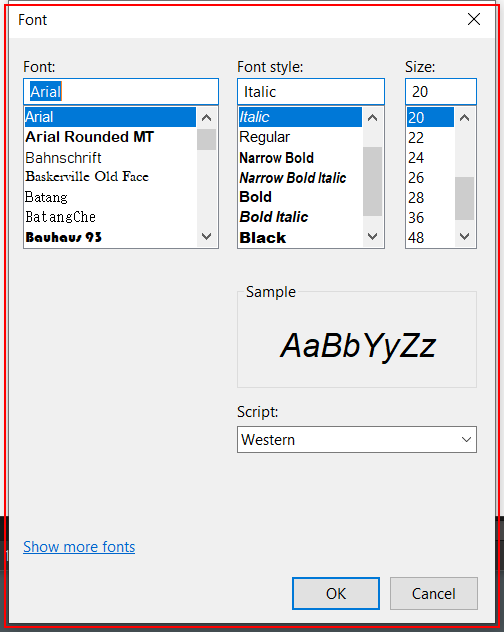 Font
Font:
Arial
Arial
Arial Rounded MT
Bahnschrift
Baskerville Old Face
Batang
BatangChe
Bauhaus 93
Font style:
Italic
Italic
Regular
Narrow Bold
Narrow Bold Italic
Bold
Bold Italic
Black
Size:
20
20
22
24
26
28
36
48
Sample
AaBbYyZz
Script:
Western
Show more fonts
OK
Cancel